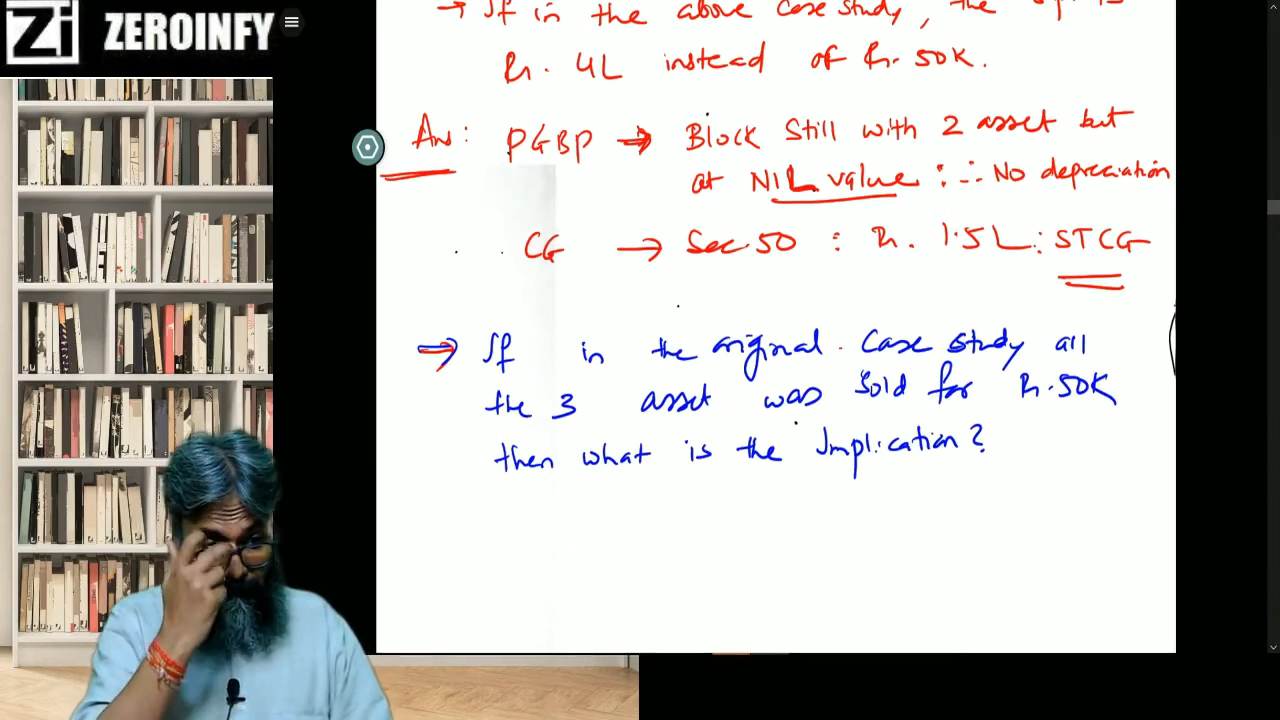 Zi ZEROINFY
→ If in the above case study, the
Rs. 4L instead of Rs. 50K.
Ans: PGBP → Block still with 2 asset but
at NIL value : ∴ No depreciation
CG → Sec. 50 : Rs. 1.5L : STCG
⇒ If in the original case study all
the 3 asset was sold for Rs. 50K
then what is the Implication?